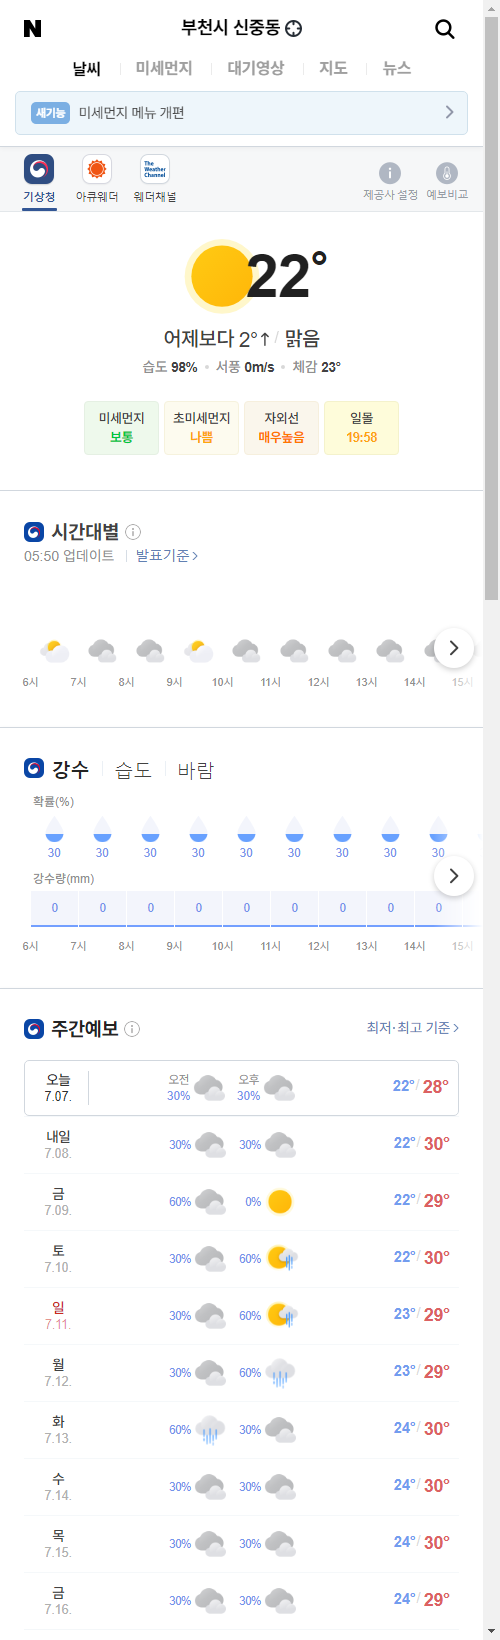 N 부천시 신중동
날씨 미세먼지 대기영상 지도 뉴스
새기능 미세먼지 메뉴 개편
The Weather Channel
기상청 아큐웨더 웨더채널 제공사 설정 예보비교
22°
어제보다 2°↑ / 맑음
습도 98% 서풍 0m/s 체감 23°
미세먼지 초미세먼지 자외선 일몰
보통 나쁨 매우높음 19:58
시간대별
05:50 업데이트 발표기준 >
6시 7시 8시 9시 10시 11시 12시 13시 14시 15시
강수 습도 바람
확률(%)
30 30 30 30 30 30 30 30 30
강수량(mm)
0 0 0 0 0 0 0 0 0
6시 7시 8시 9시 10시 11시 12시 13시 14시 15시
주간예보 최저·최고 기준 >
오늘 7.07. 오전 30% 오후 30% 22° / 28°
내일 7.08. 30% 30% 22° / 30°
금 7.09. 60% 0% 22° / 29°
토 7.10. 30% 60% 22° / 30°
일 7.11. 30% 60% 23° / 29°
월 7.12. 30% 60% 23° / 29°
화 7.13. 60% 30% 24° / 30°
수 7.14. 30% 30% 24° / 30°
목 7.15. 30% 30% 24° / 30°
금 7.16. 30% 30% 24° / 29°